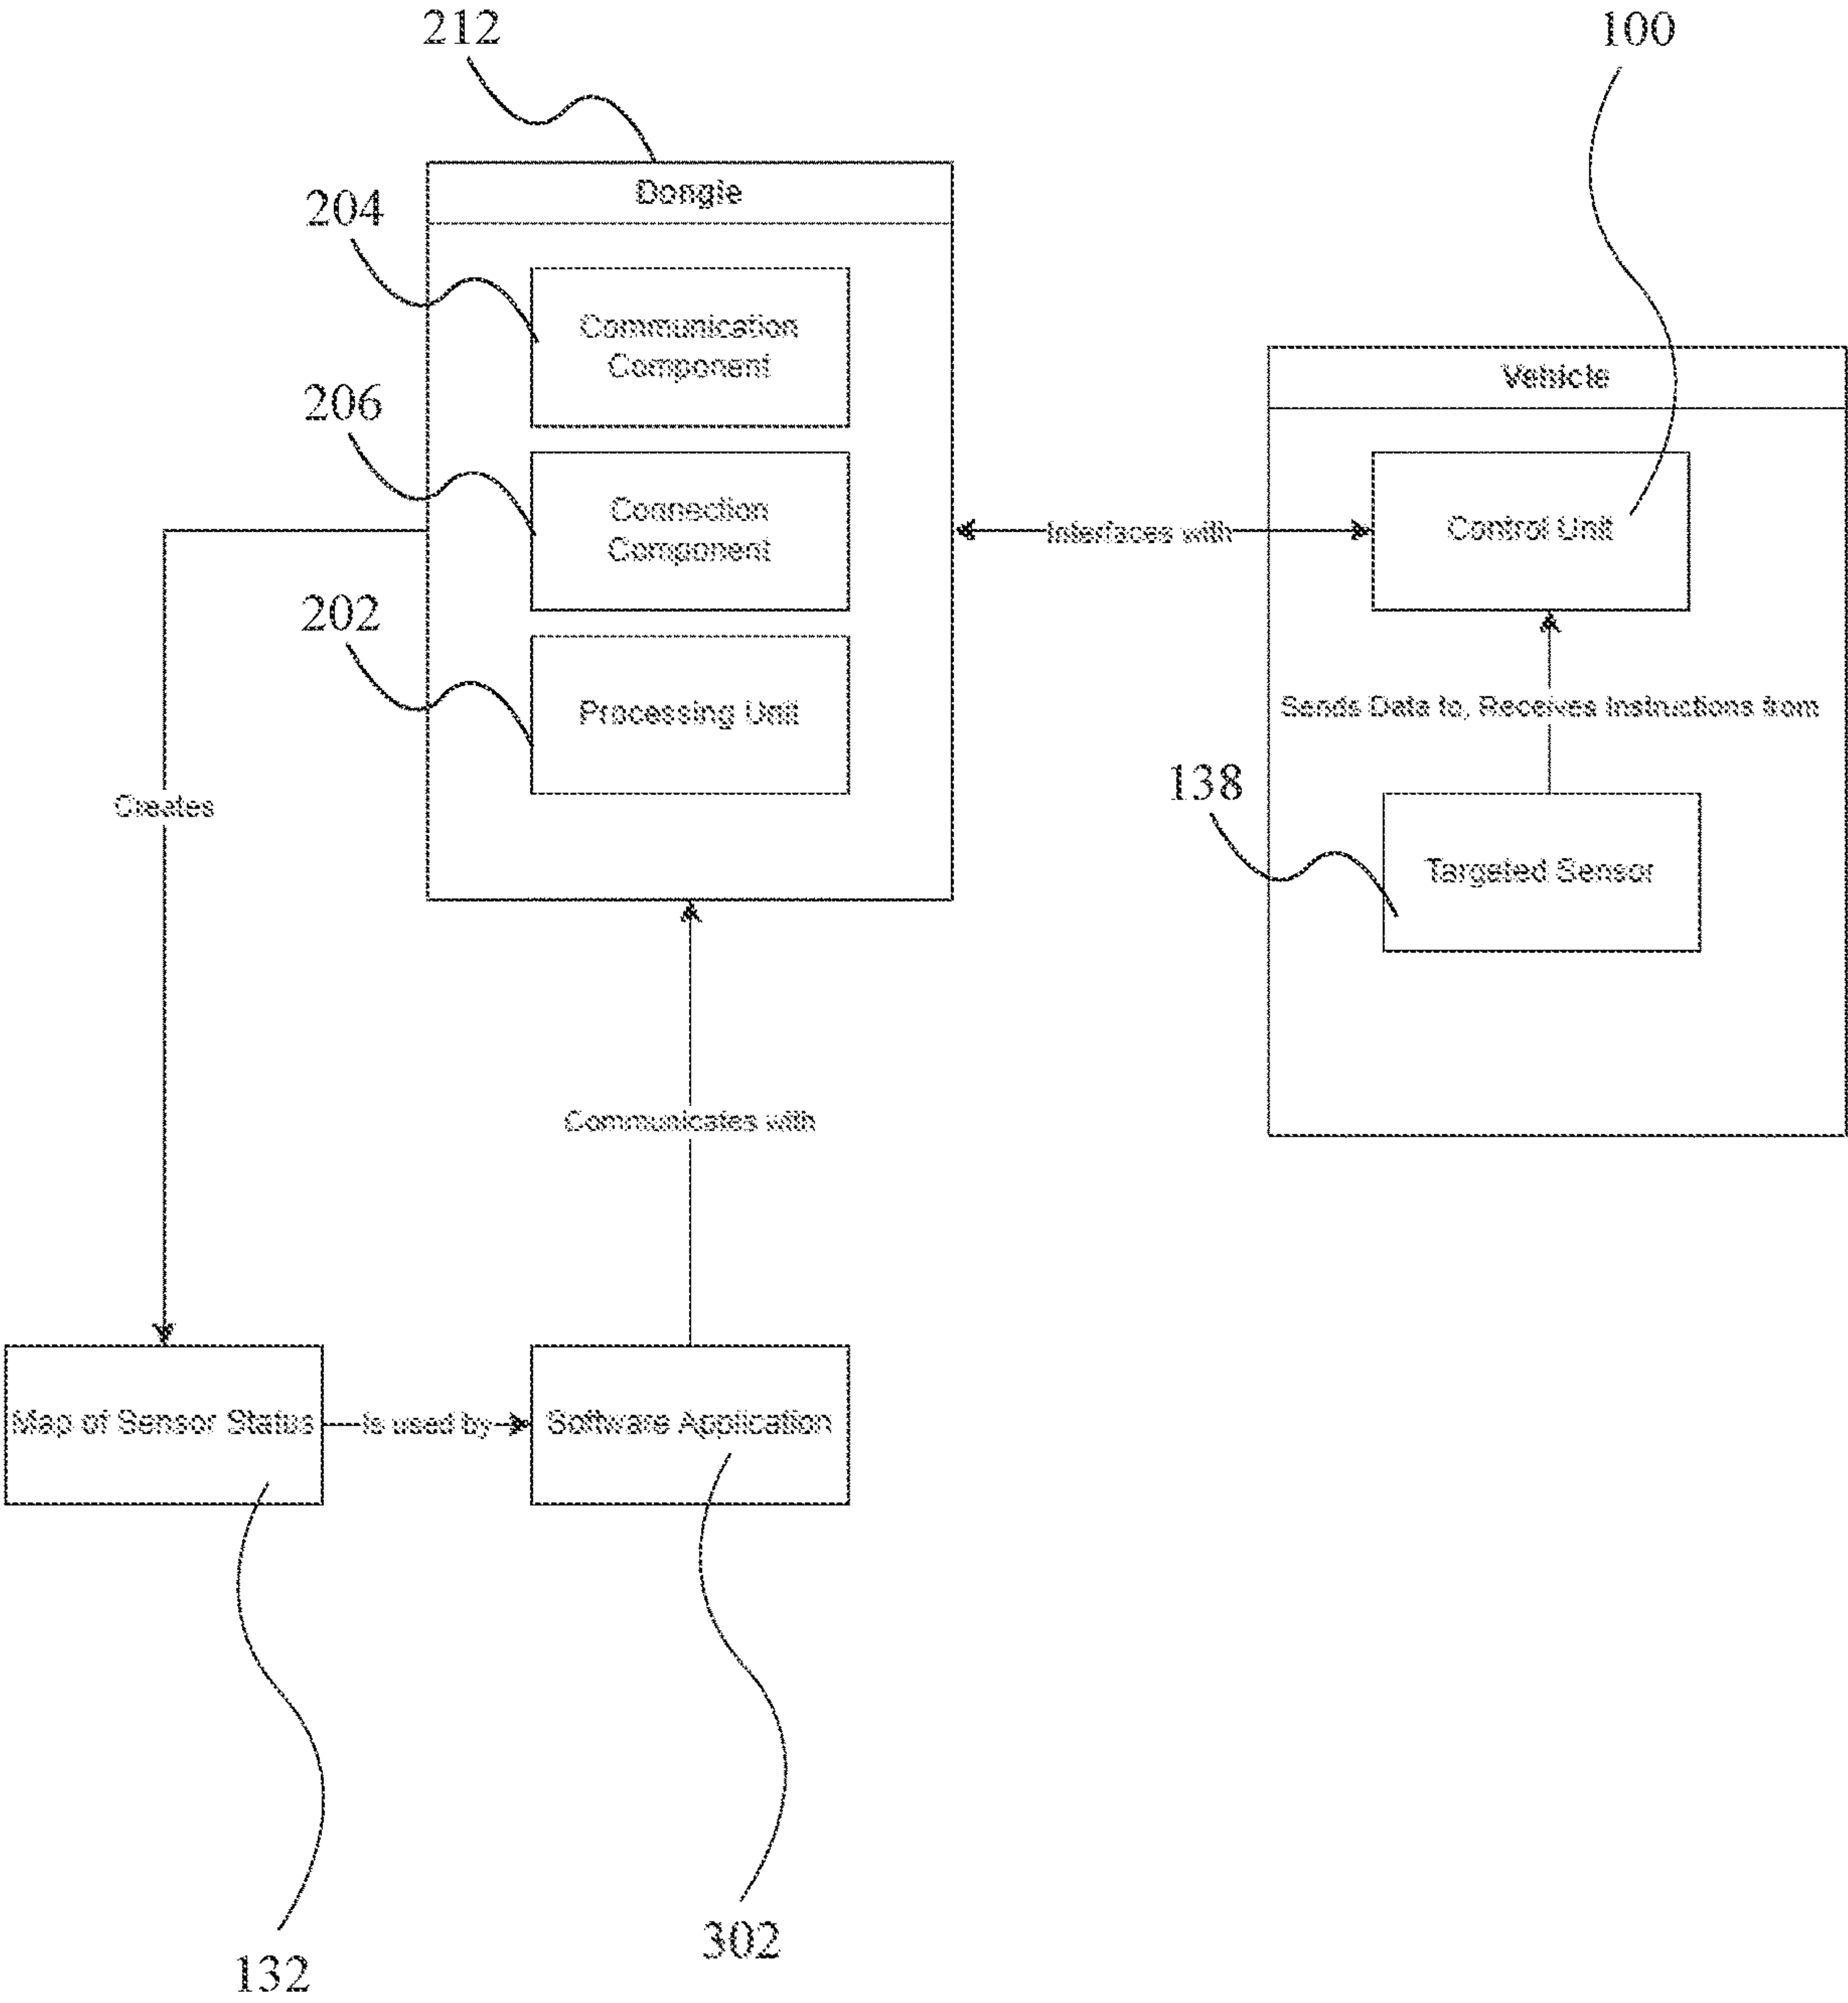 212
100
Dongle
204
Communication
Component
Vehicle
206
Connection
Component
Interfaces with
Control Unit
202
Processing Unit
Sends Data to, Receives Instructions from
138
Creates
Targeted Sensor
Communicates with
Map of Sensor Status
Is used by
Software Application
302
132